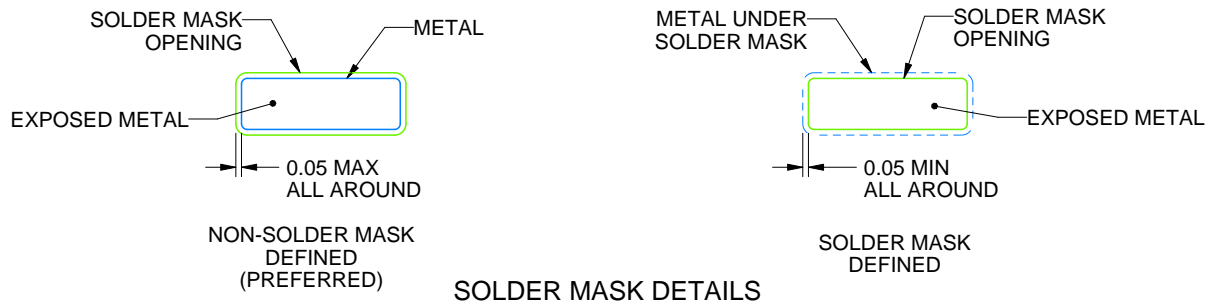 SOLDER MASK
OPENING
METAL
EXPOSED METAL
0.05 MAX
ALL AROUND
NON-SOLDER MASK
DEFINED
(PREFERRED)
METAL UNDER
SOLDER MASK
SOLDER MASK
OPENING
EXPOSED METAL
0.05 MIN
ALL AROUND
SOLDER MASK
DEFINED
SOLDER MASK DETAILS